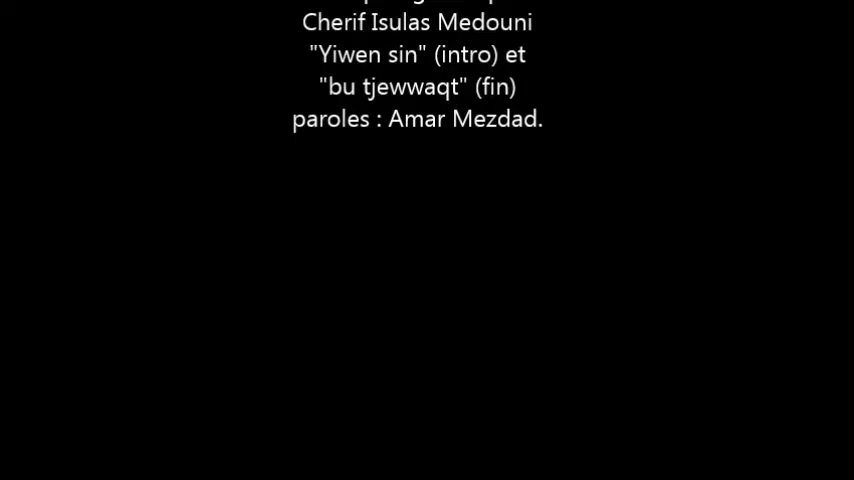 Cherif Isulas Medouni
"Yiwen sin" (intro) et
"bu tjewwaqt" (fin)
paroles : Amar Mezdad.